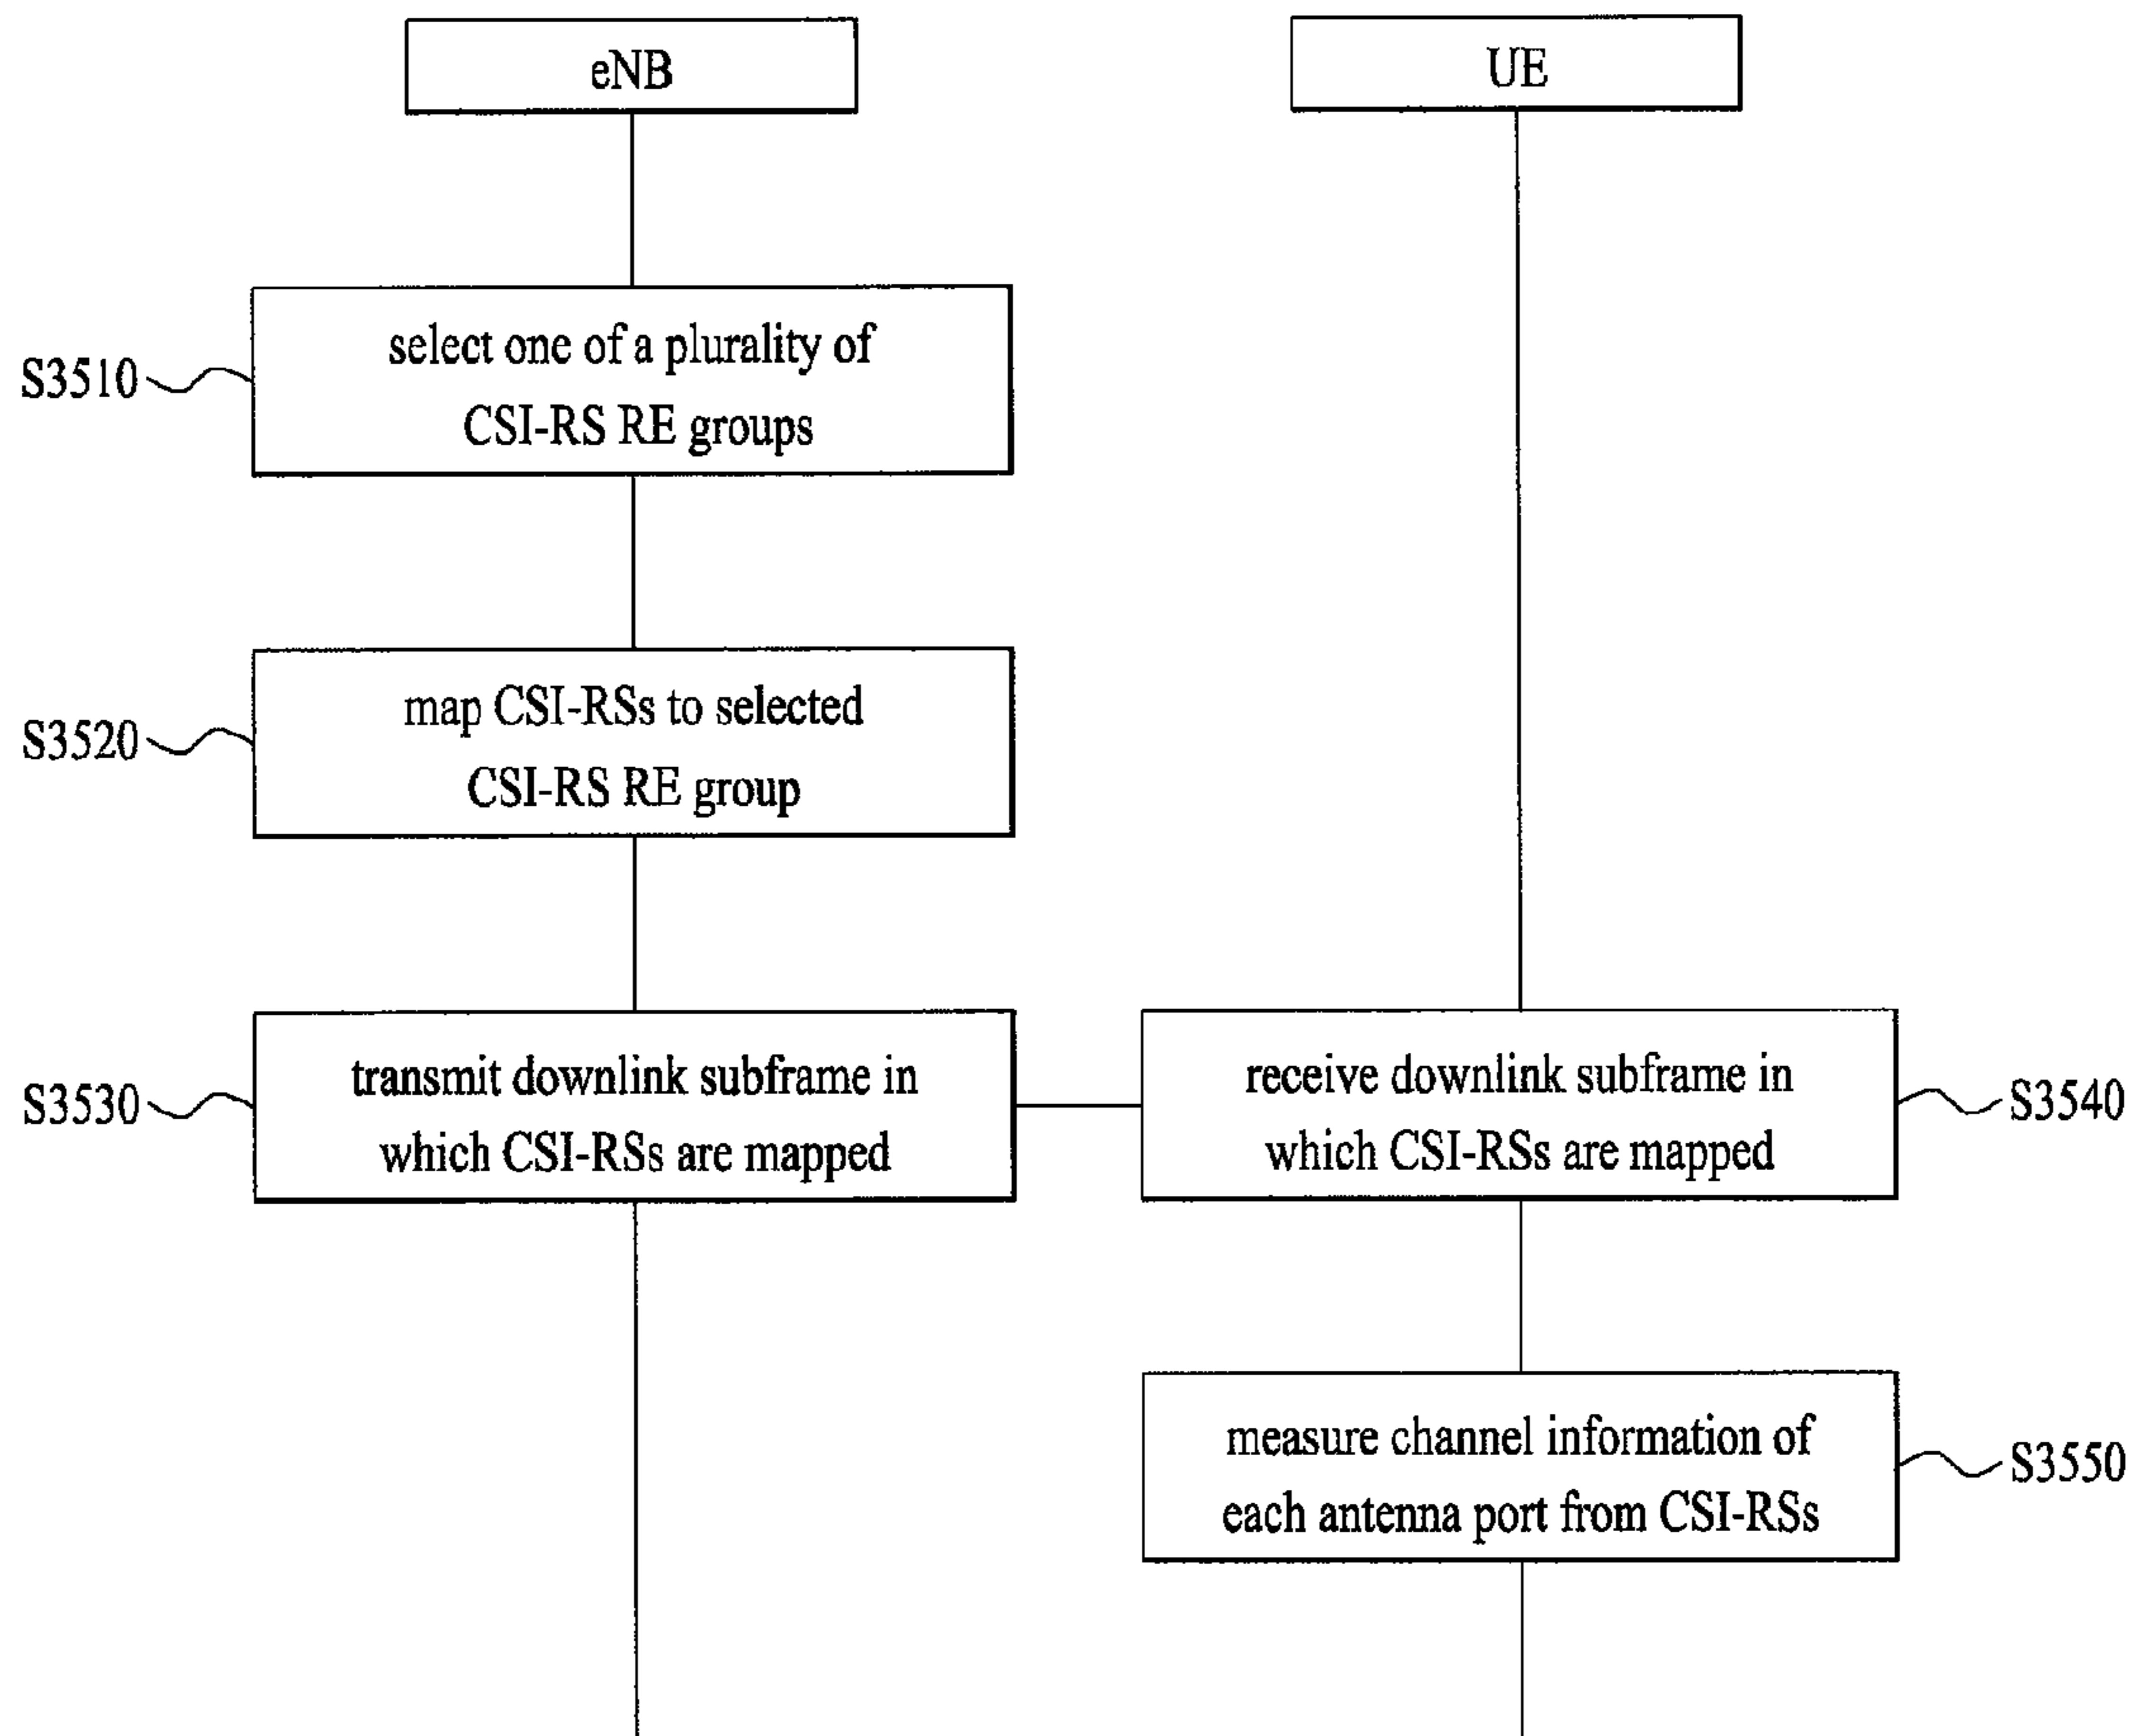 eNB
UE
S3510
select one of a plurality of
CSI-RS RE groups
S3520
map CSI-RSs to selected
CSI-RS RE group
S3530
transmit downlink subframe in
which CSI-RSs are mapped
receive downlink subframe in
which CSI-RSs are mapped
S3540
measure channel information of
each antenna port from CSI-RSs
S3550